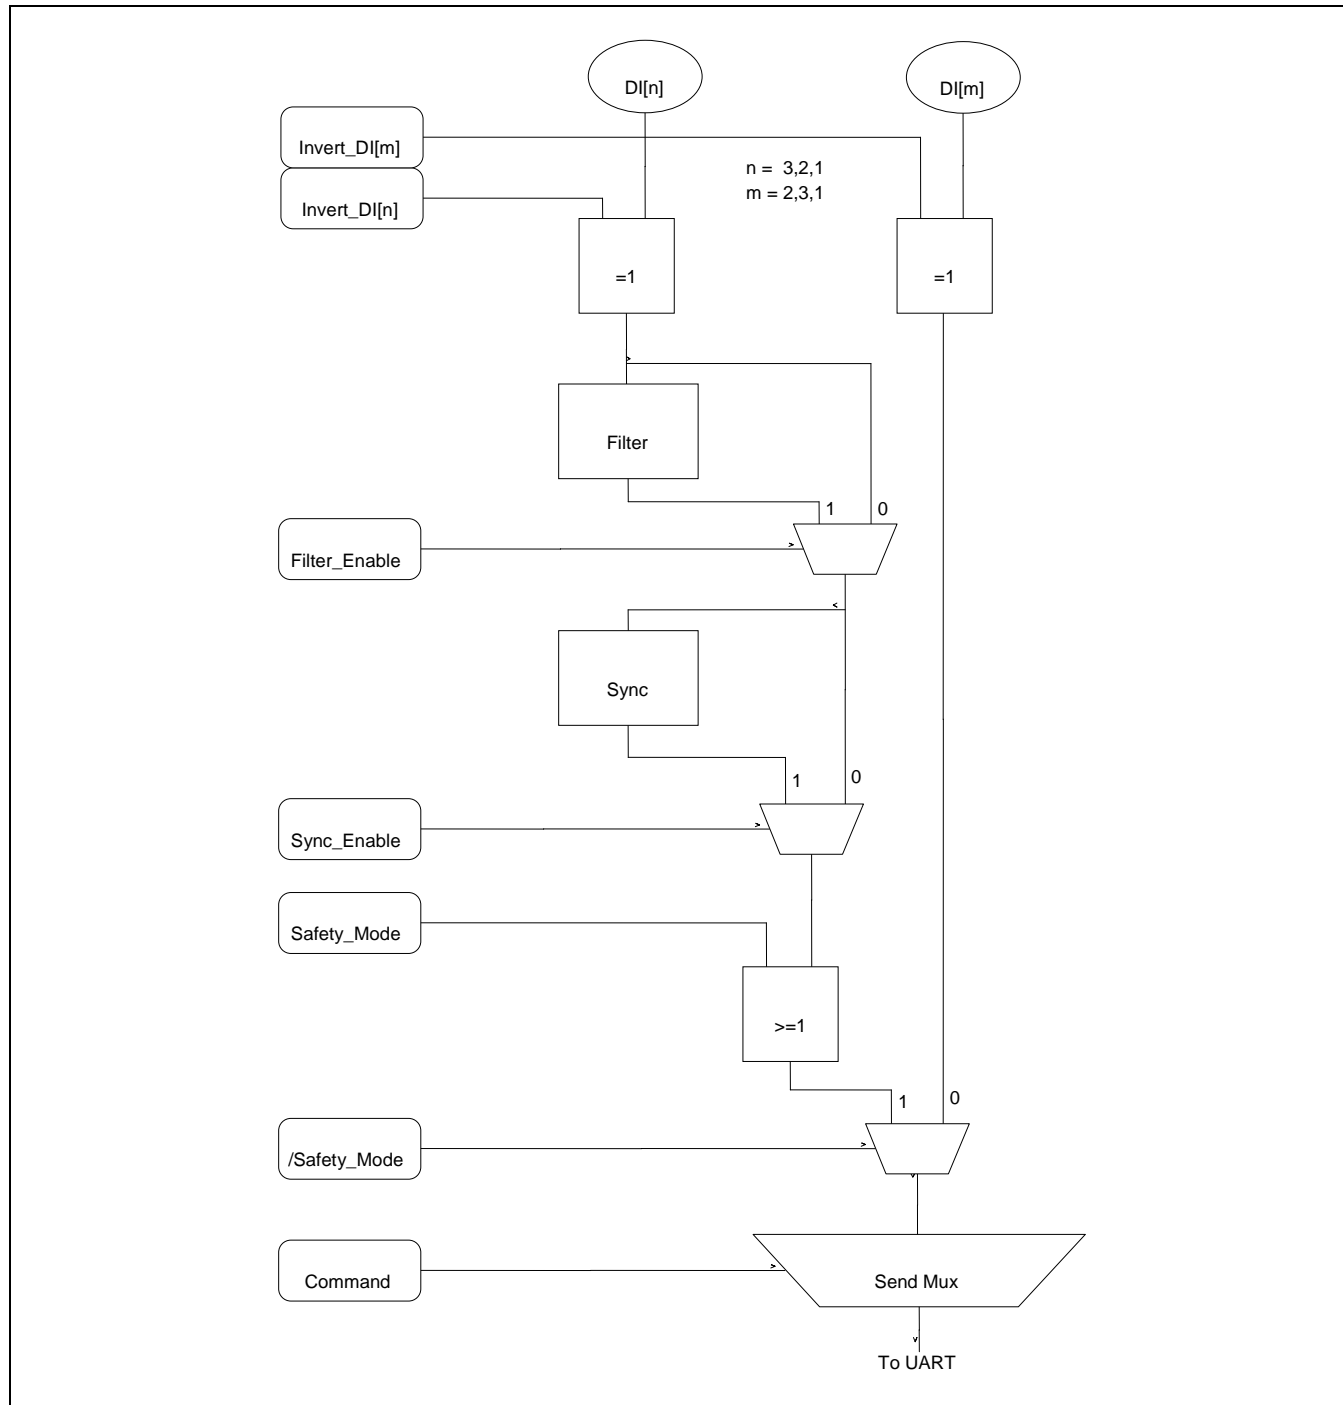 DI[n]
DI[m]
Invert_DI[m]
n = 3,2,1
m = 2,3,1
Invert_DI[n]
=1
=1
Filter
1
0
Filter_Enable
Sync
1
0
Sync_Enable
Safety_Mode
>=1
1
0
/Safety_Mode
Command
Send Mux
To UART